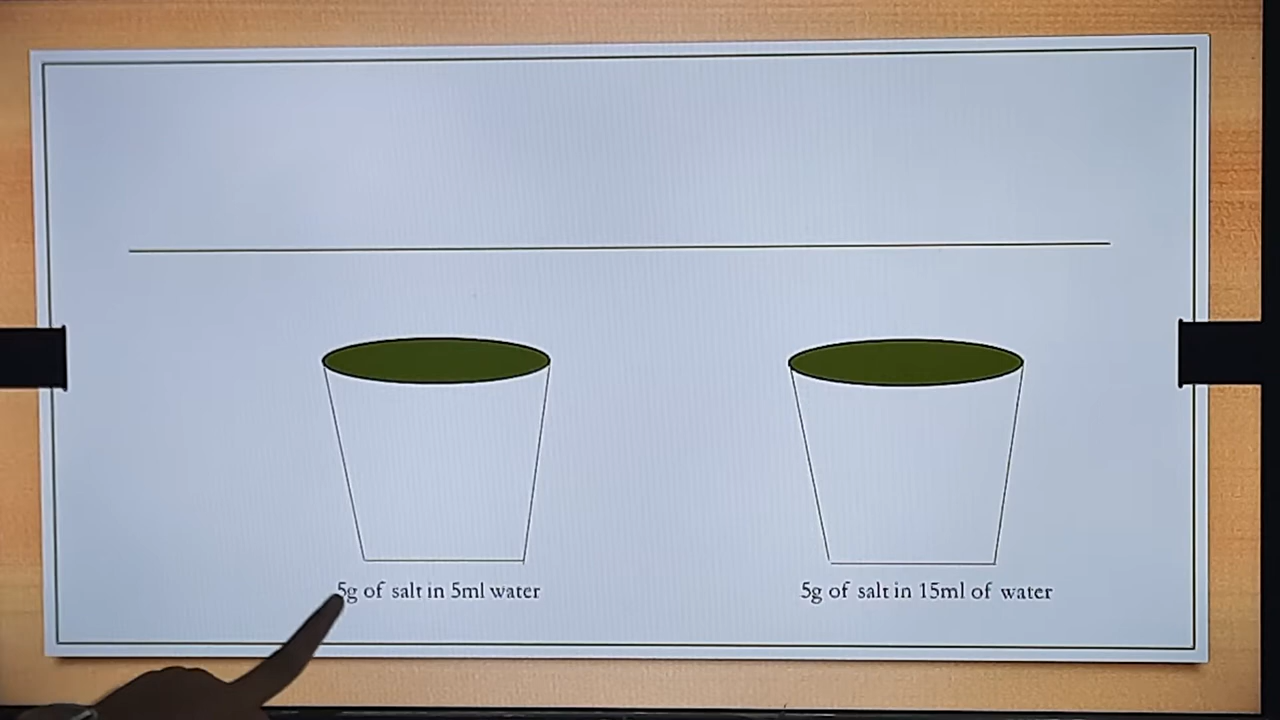 5g of salt in 5ml water
5g of salt in 15ml of water